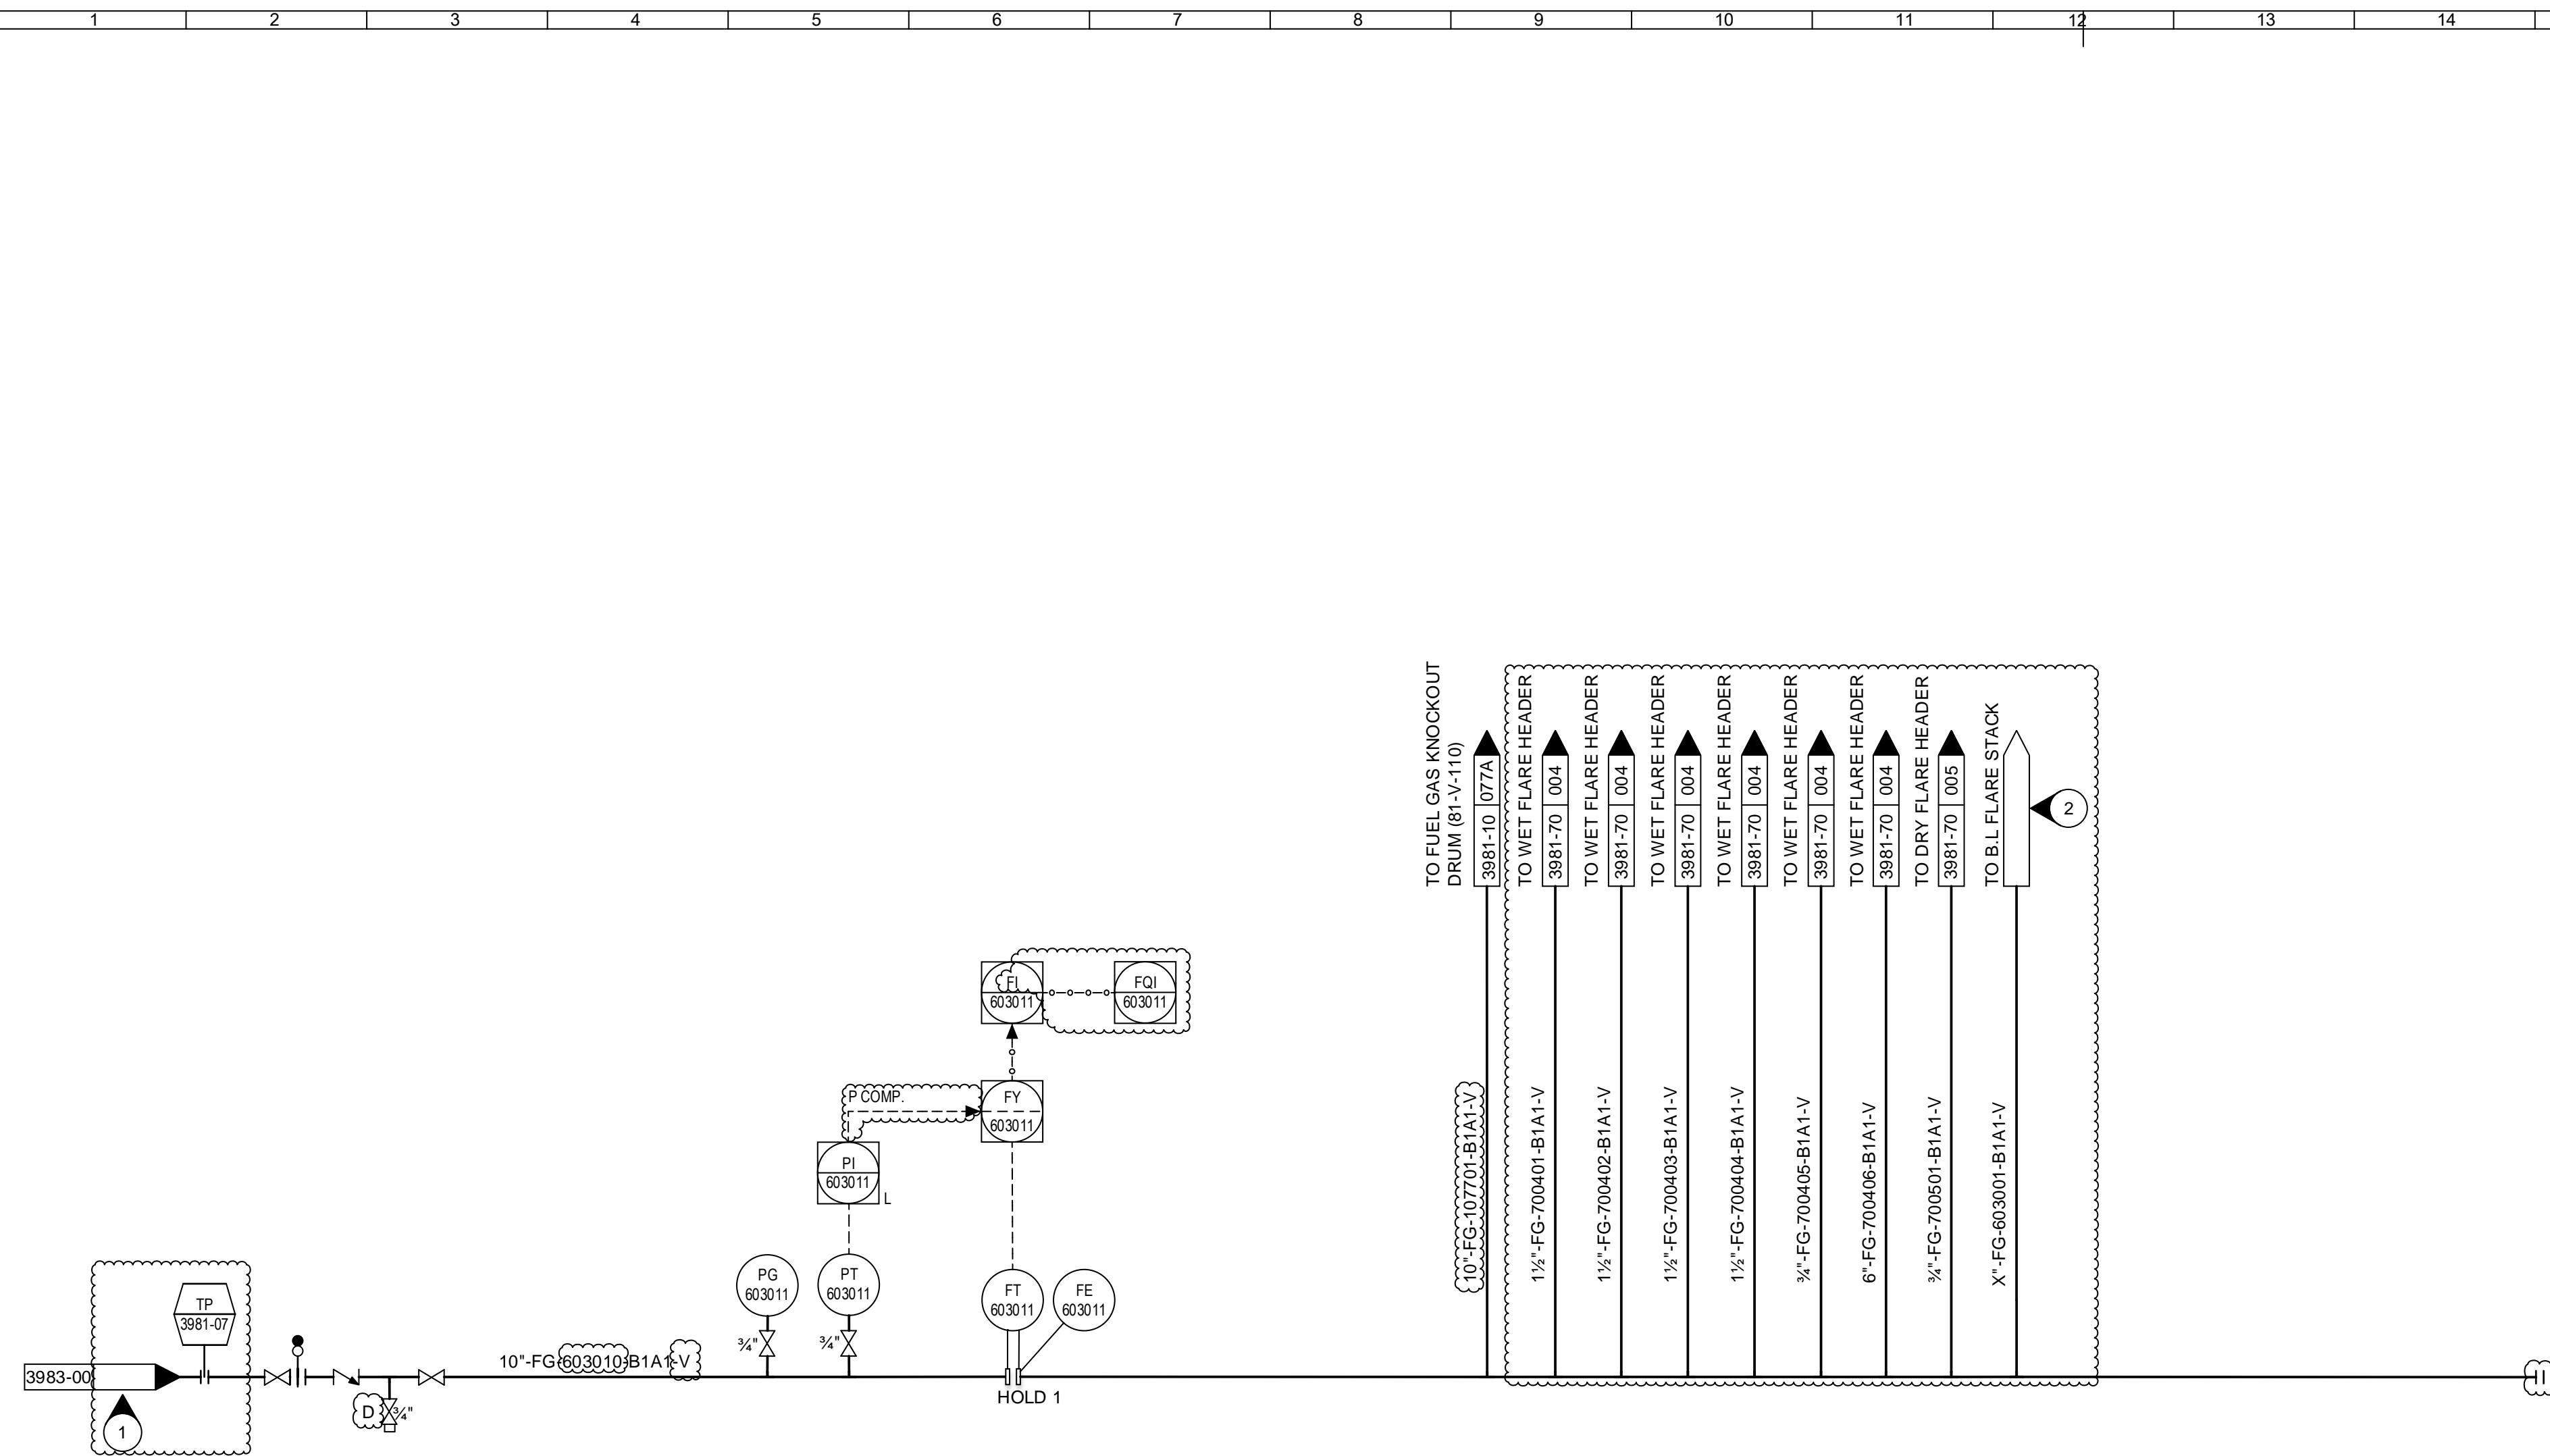 1 2 3 4 5 6 7 8 9 10 11 12 13 14
TO FUEL GAS KNOCKOUT
DRUM (81-V-110)
3981-10 077A
10"-FG-107701-B1A1-V
TO WET FLARE HEADER
3981-70 004
1½"-FG-700401-B1A1-V
TO WET FLARE HEADER
3981-70 004
1½"-FG-700402-B1A1-V
TO WET FLARE HEADER
3981-70 004
1½"-FG-700403-B1A1-V
TO WET FLARE HEADER
3981-70 004
1½"-FG-700404-B1A1-V
TO WET FLARE HEADER
3981-70 004
¾"-FG-700405-B1A1-V
TO WET FLARE HEADER
3981-70 004
6"-FG-700406-B1A1-V
TO DRY FLARE HEADER
3981-70 005
¾"-FG-700501-B1A1-V
TO B.L FLARE STACK
X"-FG-603001-B1A1-V
2
FI
603011
FQI
603011
P COMP.
FY
603011
PI
603011
L
PG
603011
PT
603011
FT
603011
FE
603011
¾"
¾"
TP
3981-07
3983-00
10"-FG-603010-B1A1-V
HOLD 1
D
¾"
1